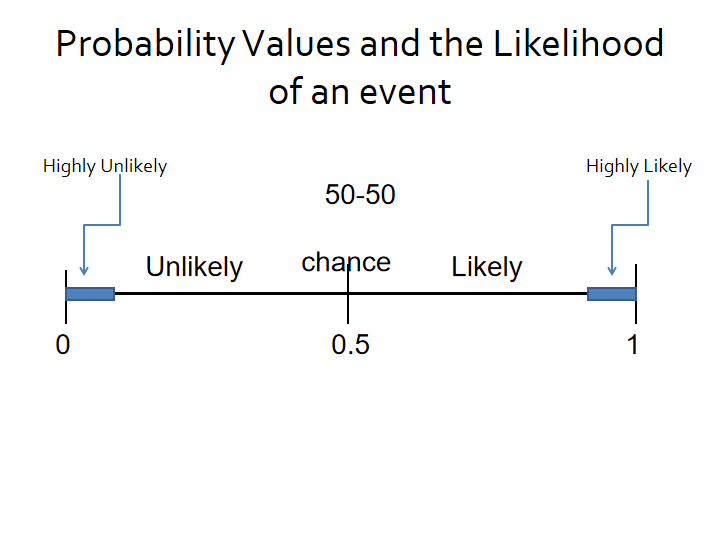 Probability Values and the Likelihood
of an event
Highly Unlikely
Highly Likely
50-50
Unlikely
chance
Likely
0
0.5
1